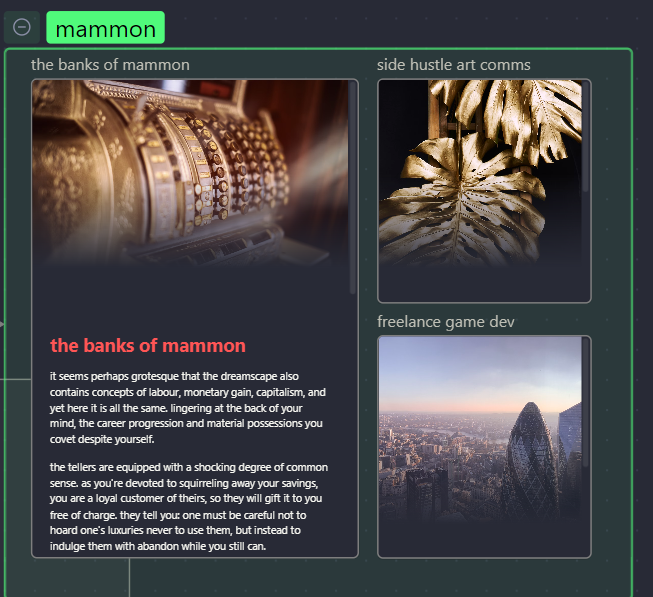 mammon
the banks of mammon
side hustle art comms
the banks of mammon
it seems perhaps grotesque that the dreamscape also
contains concepts of labour, monetary gain, capitalism, and
yet here it is all the same. lingering at the back of your
mind, the career progression and material possessions you
covet despite yourself.
the tellers are equipped with a shocking degree of common
sense. as you're devoted to squirreling away your savings,
you are a loyal customer of theirs, so they will gift it to you
free of charge. they tell you: one must be careful not to
hoard one's luxuries never to use them, but instead to
indulge them with abandon while you still can.
freelance game dev